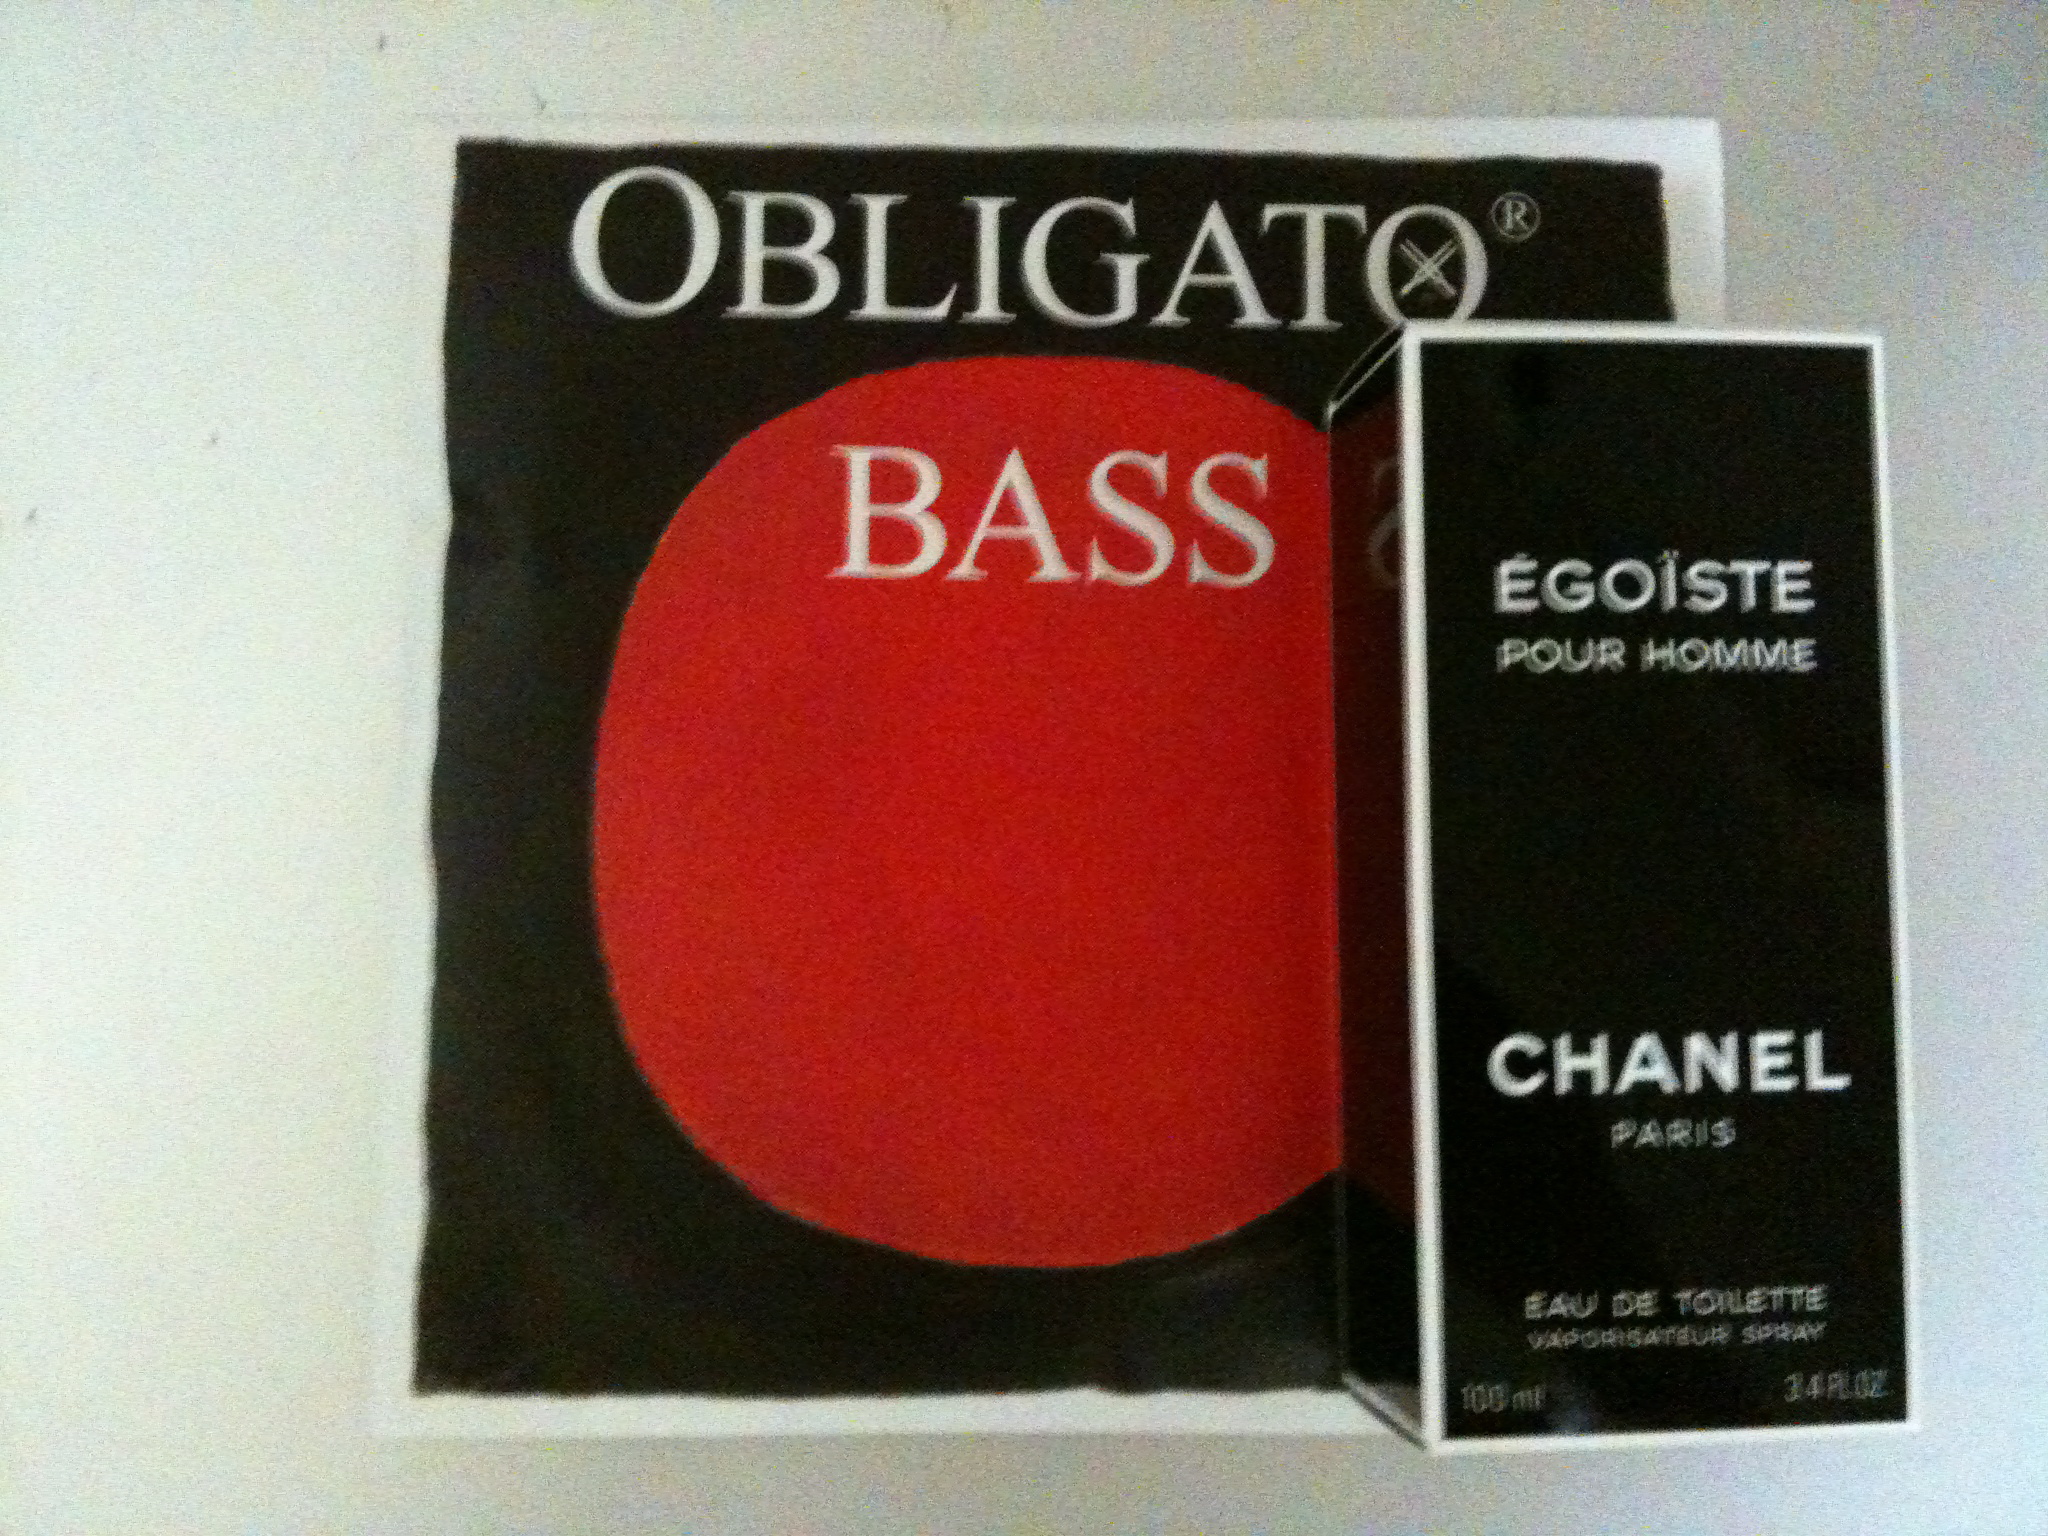 OBLIGATO®
BASS
ÉGOÏSTE
POUR HOMME
CHANEL
PARIS
EAU DE TOILETTE
VAPORISATEUR SPRAY
100 ml
3.4 FL.OZ.